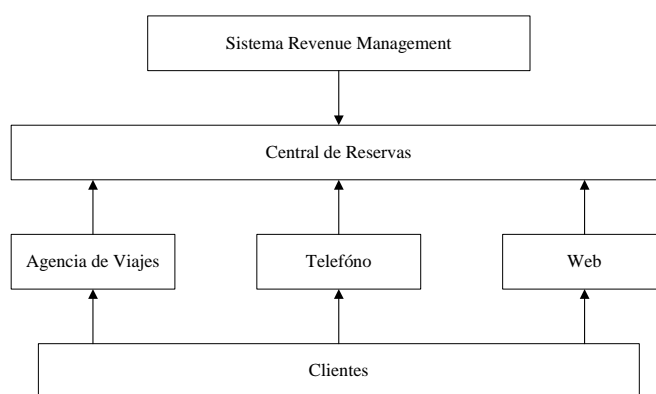 Sistema Revenue Management
Central de Reservas
Agencia de Viajes
Telefóno
Web
Clientes